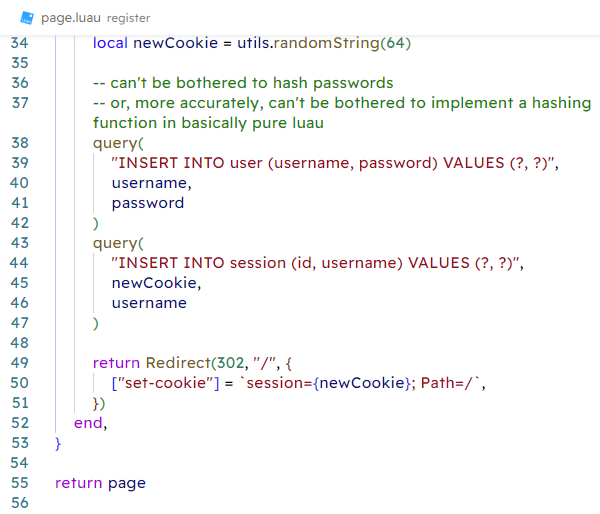 page.luau register
34 local newCookie = utils.randomString(64)
35
36 -- can't be bothered to hash passwords
37 -- or, more accurately, can't be bothered to implement a hashing
function in basically pure luau
38 query(
39 "INSERT INTO user (username, password) VALUES (?, ?)",
40 username,
41 password
42 )
43 query(
44 "INSERT INTO session (id, username) VALUES (?, ?)",
45 newCookie,
46 username
47 )
48
49 return Redirect(302, "/", {
50 ["set-cookie"] = `session={newCookie}; Path=/`,
51 })
52 end,
53 }
54
55 return page
56